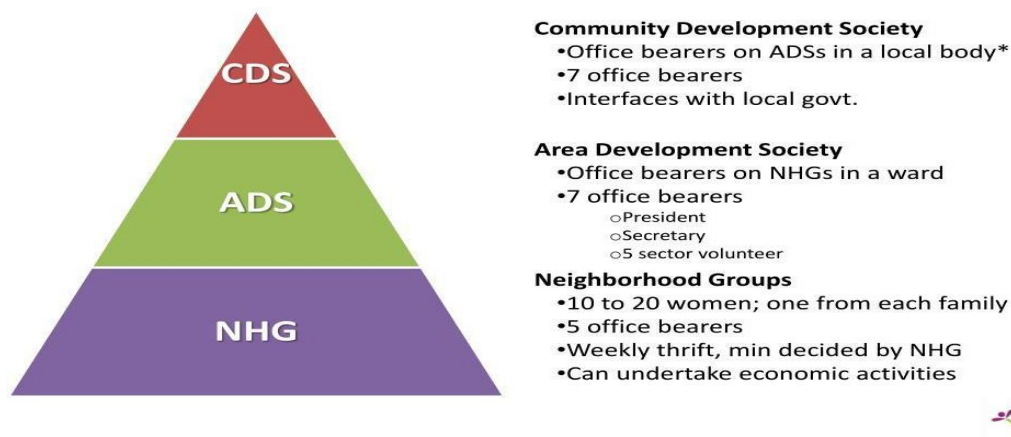 CDS
ADS
NHG
Community Development Society
•Office bearers on ADSs in a local body*
•7 office bearers
•Interfaces with local govt.
Area Development Society
•Office bearers on NHGs in a ward
•7 office bearers
oPresident
oSecretary
o5 sector volunteer
Neighborhood Groups
•10 to 20 women; one from each family
•5 office bearers
•Weekly thrift, min decided by NHG
•Can undertake economic activities